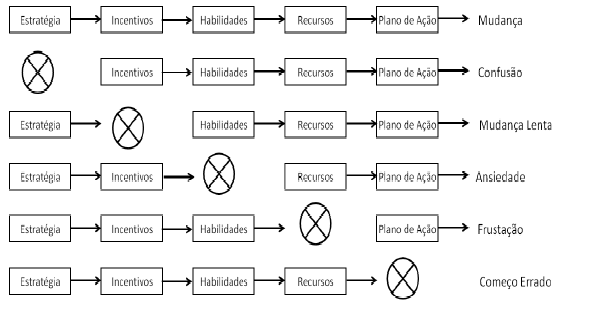 Estratégia Incentivos Habilidades Recursos Plano de Ação Mudança
Incentivos Habilidades Recursos Plano de Ação Confusão
Estratégia Habilidades Recursos Plano de Ação Mudança Lenta
Estratégia Incentivos Recursos Plano de Ação Ansiedade
Estratégia Incentivos Habilidades Plano de Ação Frustação
Estratégia Incentivos Habilidades Recursos Começo Errado